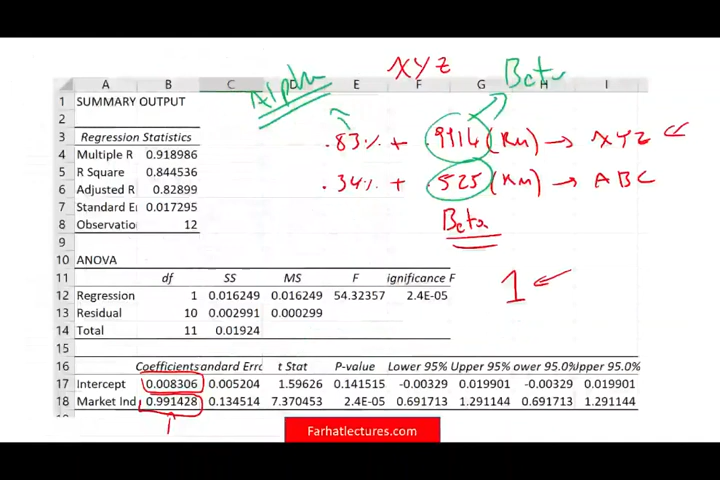 XYZ
Alpha
Beta
A B C D E F G H I
1 SUMMARY OUTPUT
2
3 Regression Statistics
.83% + .9914 (Rm) → XYZ
4 Multiple R 0.918986
5 R Square 0.844536
.34% + .525 (Rm) → ABC
6 Adjusted R 0.82899
7 Standard E 0.017295
Beta
8 Observation 12
9
10 ANOVA
11 df SS MS F ignificance F
1
12 Regression 1 0.016249 0.016249 54.32357 2.4E-05
13 Residual 10 0.002991 0.000299
14 Total 11 0.01924
15
16 Coefficients andard Erro t Stat P-value Lower 95% Upper 95% ower 95.0% Upper 95.0%
17 Intercept 0.008306 0.005204 1.59626 0.141515 -0.00329 0.019901 -0.00329 0.019901
18 Market Ind 0.991428 0.134514 7.370453 2.4E-05 0.691713 1.291144 0.691713 1.291144
Farhatlectures.com